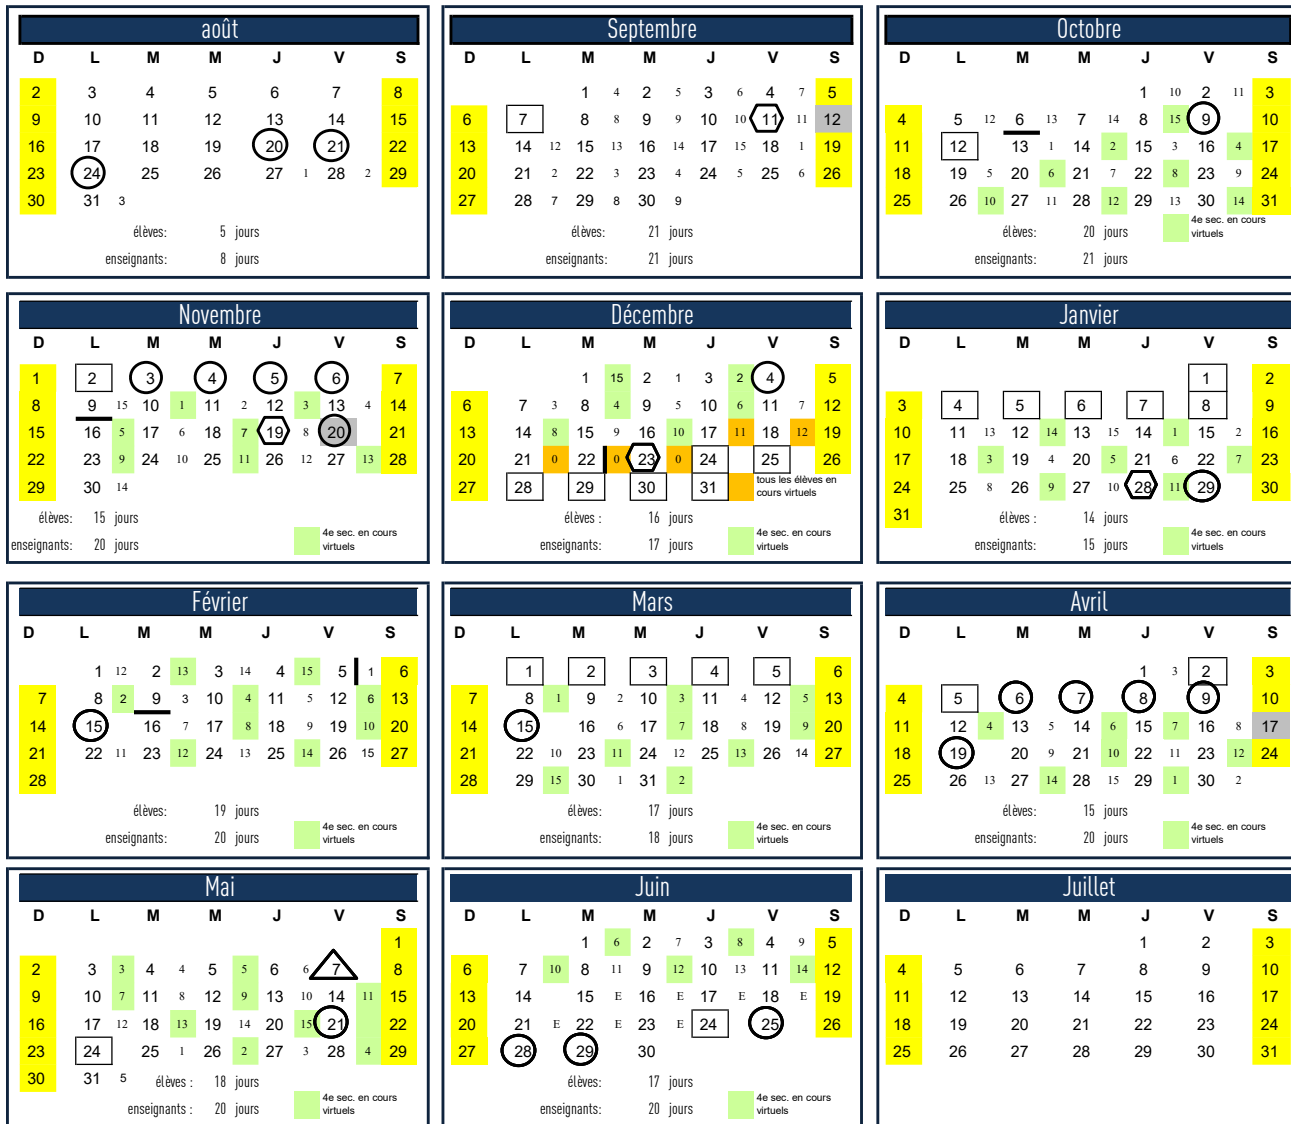 août
D L M M J V S
2 3 4 5 6 7 8
9 10 11 12 13 14 15
16 17 18 19 20 21 22
23 24 25 26 27 1 28 2 29
30 31 3
élèves: 5 jours
enseignants: 8 jours
Septembre
D L M M J V S
1 4 2 5 3 6 4 7 5
6 7 8 8 9 9 10 10 11 11 12
13 14 12 15 13 16 14 17 15 18 1 19
20 21 2 22 3 23 4 24 5 25 6 26
27 28 7 29 8 30 9
élèves: 21 jours
enseignants: 21 jours
Octobre
D L M M J V S
1 10 2 11 3
4 5 12 6 13 7 14 8 15 9 10
11 12 13 1 14 2 15 3 16 4 17
18 19 5 20 6 21 7 22 8 23 9 24
25 26 10 27 11 28 12 29 13 30 14 31
élèves: 20 jours
4e sec. en cours
virtuels
enseignants: 21 jours
Novembre
D L M M J V S
1 2 3 4 5 6 7
8 9 15 10 1 11 2 12 3 13 4 14
15 16 5 17 6 18 7 19 8 20 21
22 23 9 24 10 25 11 26 12 27 13 28
29 30 14
élèves: 15 jours
enseignants: 20 jours
4e sec. en cours
virtuels
Décembre
D L M M J V S
1 15 2 1 3 2 4 5
6 7 3 8 4 9 5 10 6 11 7 12
13 14 8 15 9 16 10 17 11 18 12 19
20 21 0 22 0 23 0 24 25 26
27 28 29 30 31
tous les élèves en
cours virtuels
élèves : 16 jours
enseignants: 17 jours
4e sec. en cours
virtuels
Janvier
D L M M J V S
1 2
3 4 5 6 7 8 9
10 11 13 12 14 13 15 14 1 15 2 16
17 18 3 19 4 20 5 21 6 22 7 23
24 25 8 26 9 27 10 28 11 29 30
31
élèves: 14 jours
enseignants: 15 jours
4e sec. en cours
virtuels
Février
D L M M J V S
1 12 2 13 3 14 4 15 5 1 6
7 8 2 9 3 10 4 11 5 12 6 13
14 15 16 7 17 8 18 9 19 10 20
21 22 11 23 12 24 13 25 14 26 15 27
28
élèves: 19 jours
enseignants: 20 jours
4e sec. en cours
virtuels
Mars
D L M M J V S
1 2 3 4 5 6
7 8 1 9 2 10 3 11 4 12 5 13
14 15 16 6 17 7 18 8 19 9 20
21 22 10 23 11 24 12 25 13 26 14 27
28 29 15 30 1 31 2
élèves: 17 jours
enseignants: 18 jours
4e sec. en cours
virtuels
Avril
D L M M J V S
1 3 2 3
4 5 6 7 8 9 10
11 12 4 13 5 14 6 15 7 16 8 17
18 19 20 9 21 10 22 11 23 12 24
25 26 13 27 14 28 15 29 1 30 2
élèves: 15 jours
enseignants: 20 jours
4e sec. en cours
virtuels
Mai
D L M M J V S
1
2 3 3 4 4 5 5 6 6 7 8
9 10 7 11 8 12 9 13 10 14 11 15
16 17 12 18 13 19 14 20 15 21 22
23 24 25 1 26 2 27 3 28 4 29
30 31 5
élèves : 18 jours
enseignants : 20 jours
4e sec. en cours
virtuels
Juin
D L M M J V S
1 6 2 7 3 8 4 9 5
6 7 10 8 11 9 12 10 13 11 14 12
13 14 15 E 16 E 17 E 18 E 19
20 21 E 22 E 23 E 24 25 26
27 28 29 30
élèves: 17 jours
enseignants: 20 jours
4e sec. en cours
virtuels
Juillet
D L M M J V S
1 2 3
4 5 6 7 8 9 10
11 12 13 14 15 16 17
18 19 20 21 22 23 24
25 26 27 28 29 30 31